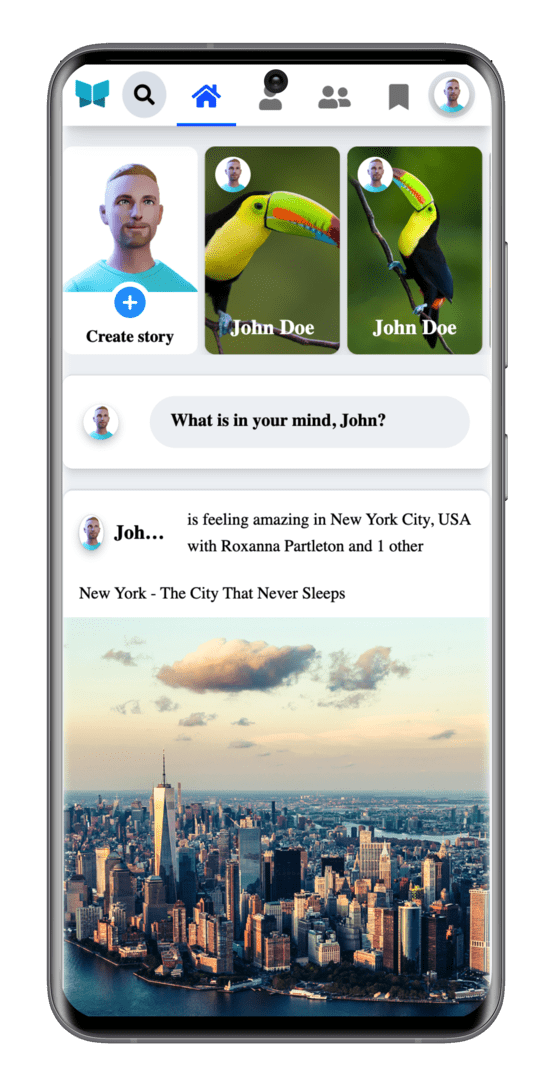 Create story
John Doe
John Doe
What is in your mind, John?
Joh...
is feeling amazing in New York City, USA
with Roxanna Partleton and 1 other
New York - The City That Never Sleeps